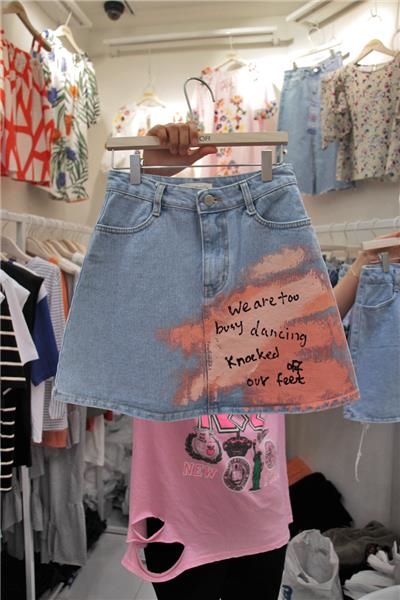 We are too
busy dancing
Knocked off
our feet
NEW